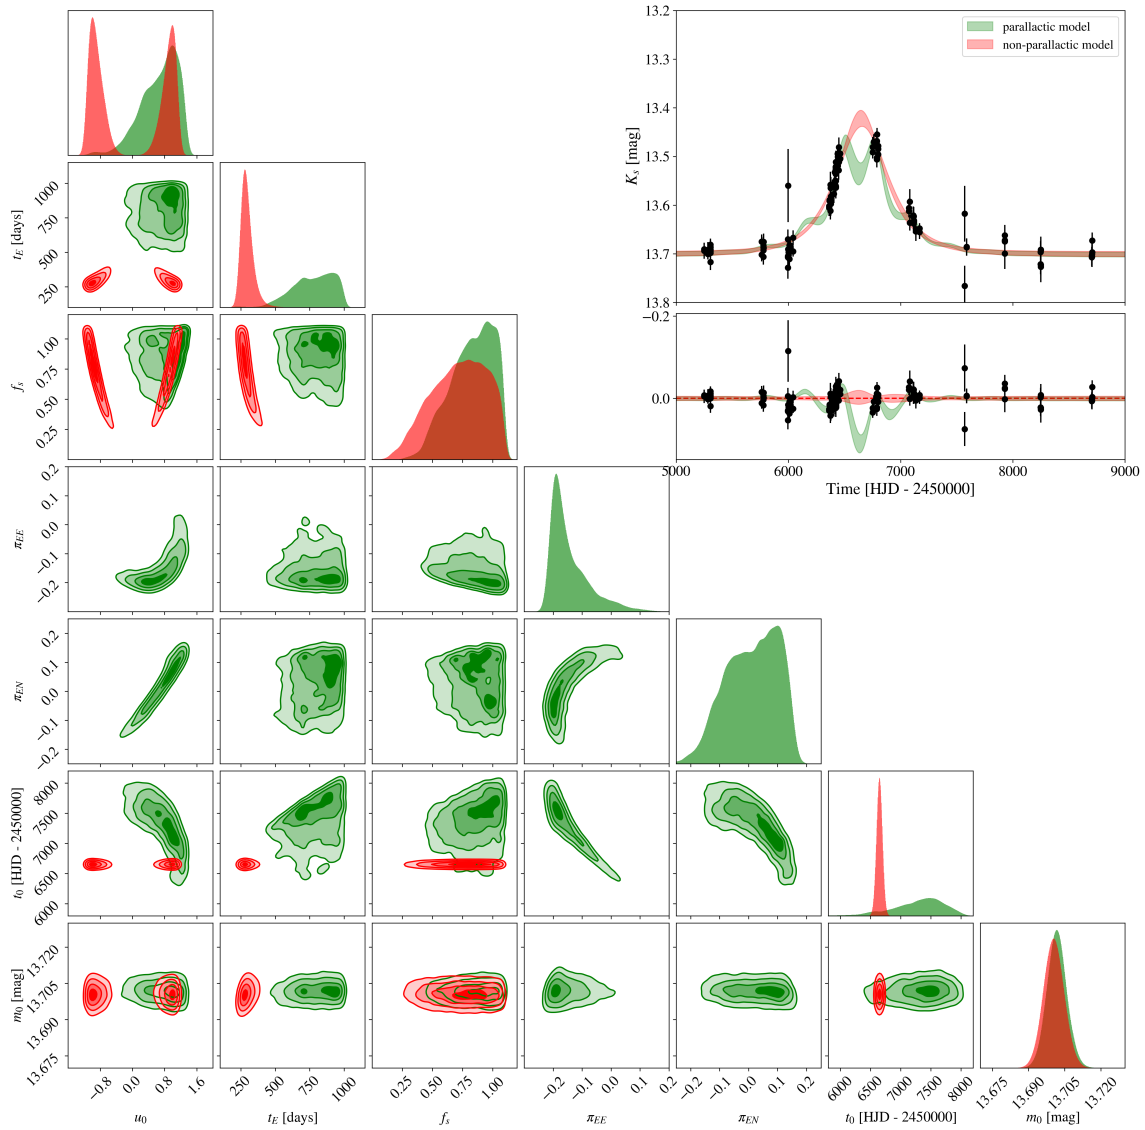 13.2
13.3
13.4
13.5
13.6
13.7
13.8
K_s [mag]
parallactic model
non-parallactic model
−0.2
0.0
5000 6000 7000 8000 9000
Time [HJD - 2450000]
1000
750
500
250
t_E [days]
1.00
0.75
0.50
0.25
f_s
0.2
0.1
0.0
−0.1
−0.2
π_EE
0.2
0.1
0.0
−0.1
−0.2
π_EN
8000
7500
7000
6500
6000
t_0 [HJD - 2450000]
13.720
13.705
13.690
13.675
m_0 [mag]
−0.8 0.0 0.8 1.6
u_0
250 500 750 1000
t_E [days]
0.25 0.50 0.75 1.00
f_s
−0.2 −0.1 0.0 0.1 0.2
π_EE
−0.2 −0.1 0.0 0.1 0.2
π_EN
6000 6500 7000 7500 8000
t_0 [HJD - 2450000]
13.675 13.690 13.705 13.720
m_0 [mag]